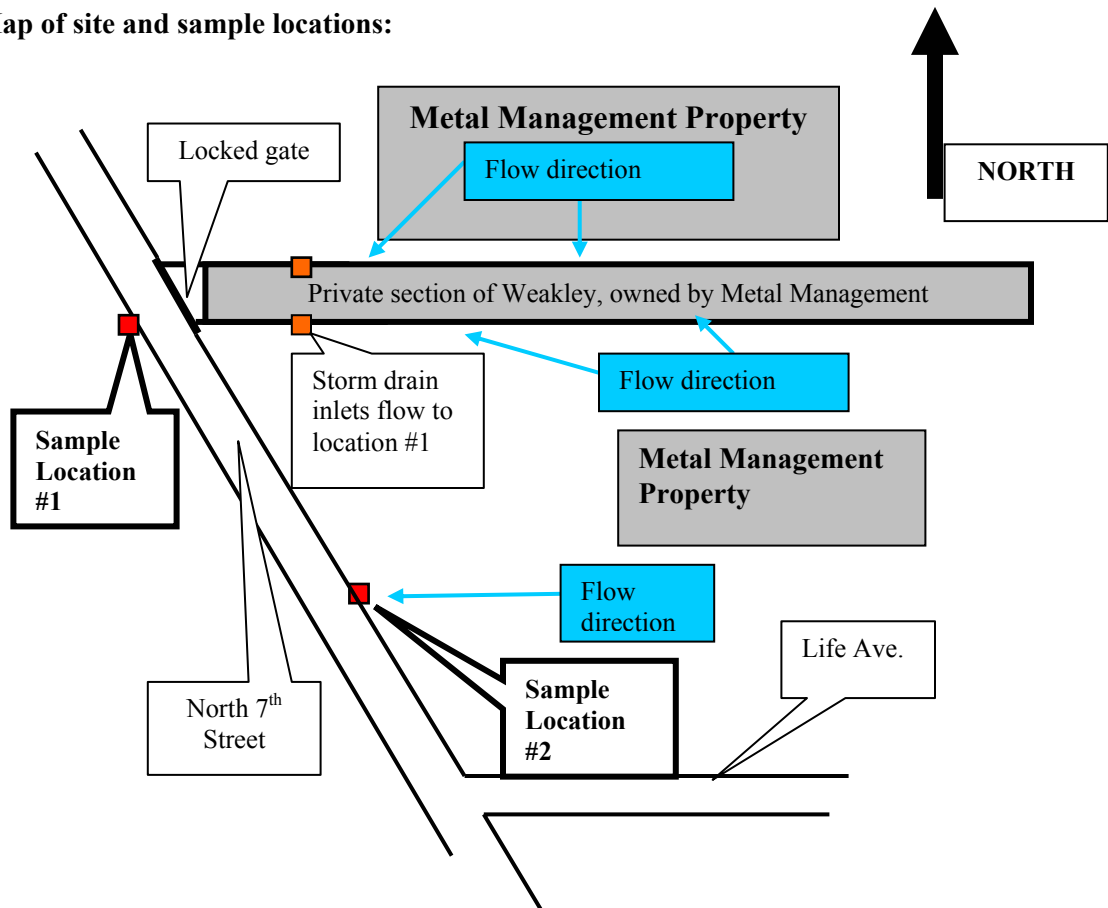 Map of site and sample locations:
Metal Management Property
Locked gate
Flow direction
NORTH
Private section of Weakley, owned by Metal Management
Storm drain
inlets flow to
location #1
Flow direction
Sample
Location
#1
Metal Management
Property
Flow
direction
Life Ave.
Sample
Location
#2
North 7th
Street